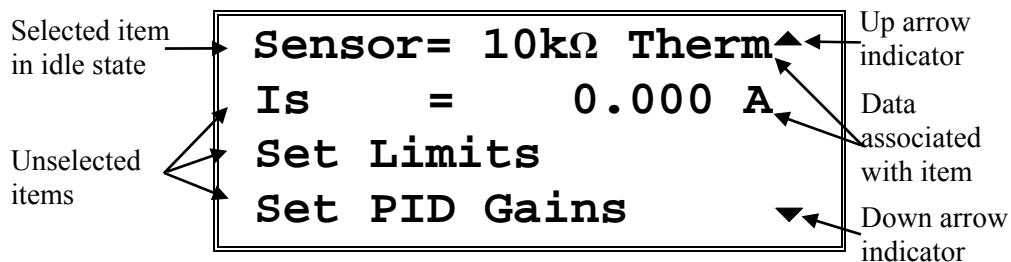 Selected item
in idle state
Unselected
items
Sensor= 10kΩ Therm
Is = 0.000 A
Set Limits
Set PID Gains
Up arrow
indicator
Data
associated
with item
Down arrow
indicator